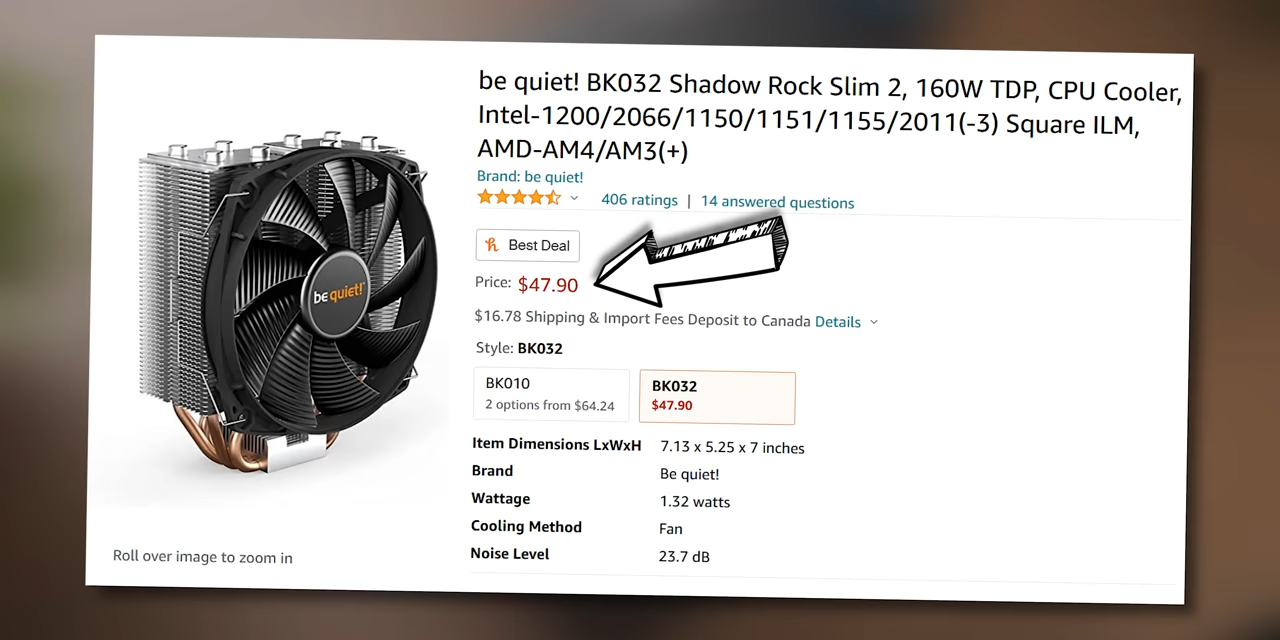 be quiet! BK032 Shadow Rock Slim 2, 160W TDP, CPU Cooler,
Intel-1200/2066/1150/1151/1155/2011(-3) Square ILM,
AMD-AM4/AM3(+)
Brand: be quiet!
406 ratings | 14 answered questions
Best Deal
Price: $47.90
$16.78 Shipping & Import Fees Deposit to Canada Details
Style: BK032
BK010
2 options from $64.24
BK032
$47.90
Item Dimensions LxWxH 7.13 x 5.25 x 7 inches
Brand Be quiet!
Wattage 1.32 watts
Cooling Method Fan
Noise Level 23.7 dB
be quiet!
Roll over image to zoom in